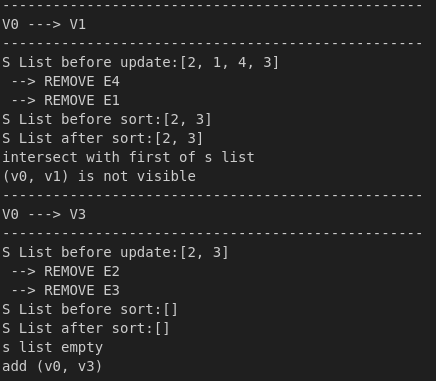 --------------------------------------------------
V0 ---> V1
--------------------------------------------------
S List before update:[2, 1, 4, 3]
 --> REMOVE E4
 --> REMOVE E1
S List before sort:[2, 3]
S List after sort:[2, 3]
intersect with first of s list
(v0, v1) is not visible
--------------------------------------------------
V0 ---> V3
--------------------------------------------------
S List before update:[2, 3]
 --> REMOVE E2
 --> REMOVE E3
S List before sort:[]
S List after sort:[]
s list empty
add (v0, v3)